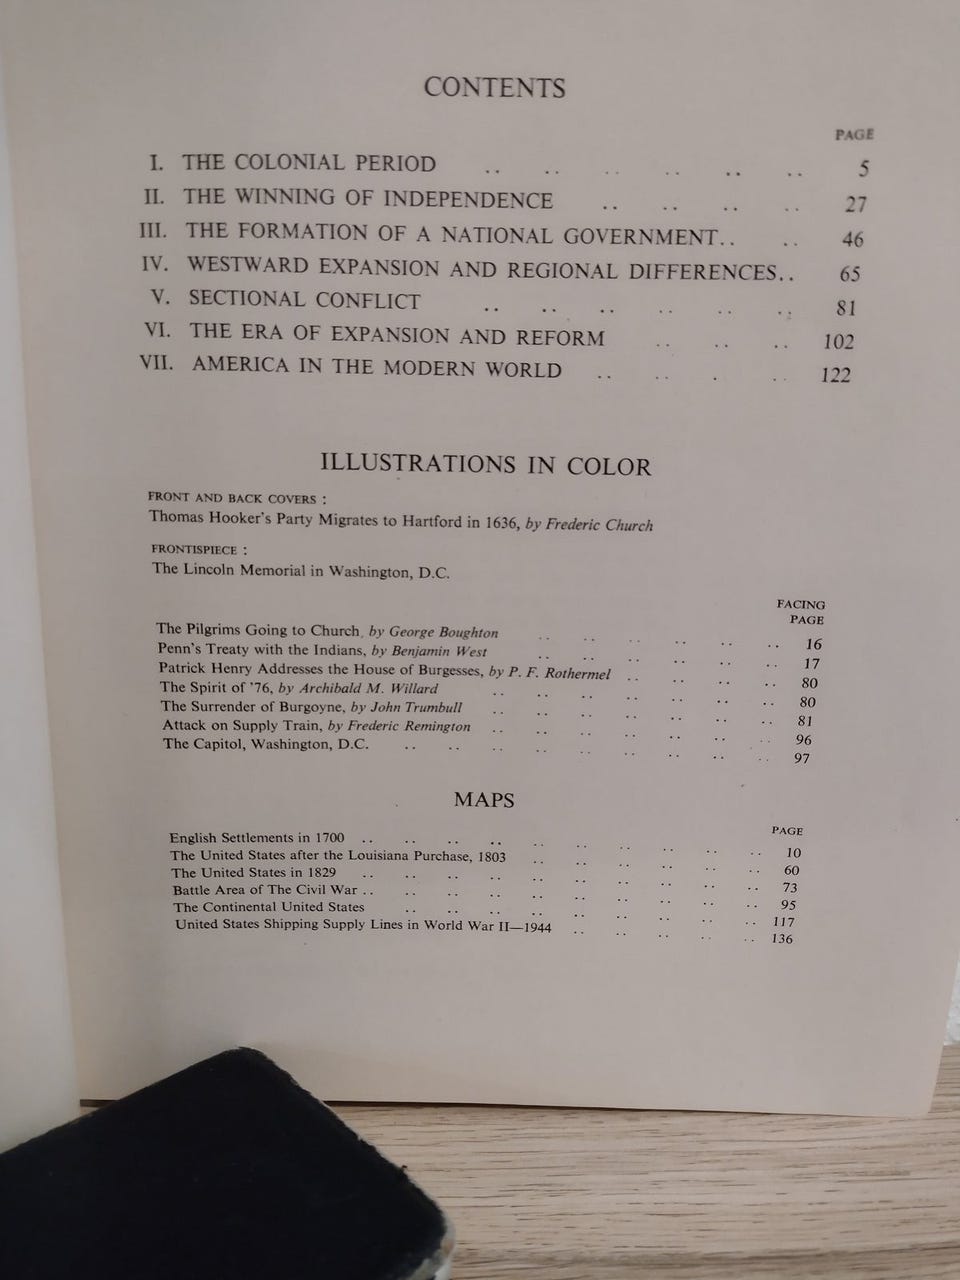 CONTENTS
PAGE
I. THE COLONIAL PERIOD .. .. .. .. .. .. 5
II. THE WINNING OF INDEPENDENCE .. .. .. .. 27
III. THE FORMATION OF A NATIONAL GOVERNMENT.. .. 46
IV. WESTWARD EXPANSION AND REGIONAL DIFFERENCES.. 65
V. SECTIONAL CONFLICT .. .. .. .. .. .. 81
VI. THE ERA OF EXPANSION AND REFORM .. .. .. 102
VII. AMERICA IN THE MODERN WORLD .. .. . .. 122
ILLUSTRATIONS IN COLOR
FRONT AND BACK COVERS :
Thomas Hooker's Party Migrates to Hartford in 1636, by Frederic Church
FRONTISPIECE :
The Lincoln Memorial in Washington, D.C.
FACING
PAGE
The Pilgrims Going to Church, by George Boughton .. .. .. .. .. .. 16
Penn's Treaty with the Indians, by Benjamin West .. .. .. .. .. .. 17
Patrick Henry Addresses the House of Burgesses, by P. F. Rothermel .. .. .. .. 80
The Spirit of '76, by Archibald M. Willard .. .. .. .. .. .. .. 80
The Surrender of Burgoyne, by John Trumbull .. .. .. .. .. .. .. 81
Attack on Supply Train, by Frederic Remington .. .. .. .. .. .. .. 96
The Capitol, Washington, D.C. .. .. .. .. .. .. .. .. .. 97
MAPS
PAGE
English Settlements in 1700 .. .. .. .. .. .. .. .. .. .. 10
The United States after the Louisiana Purchase, 1803 .. .. .. .. .. .. 60
The United States in 1829 .. .. .. .. .. .. .. .. .. .. 73
Battle Area of The Civil War .. .. .. .. .. .. .. .. .. .. 95
The Continental United States .. .. .. .. .. .. .. .. .. 117
United States Shipping Supply Lines in World War II—1944 .. .. .. .. .. 136